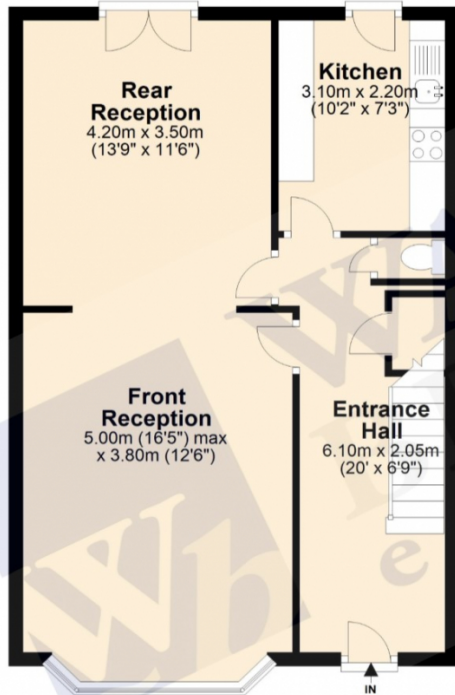 Rear
Reception
4.20m x 3.50m
(13'9" x 11'6")
Kitchen
3.10m x 2.20m
(10'2" x 7'3")
Front
Reception
5.00m (16'5") max
x 3.80m (12'6")
Entrance
Hall
6.10m x 2.05m
(20' x 6'9")
IN
Wb